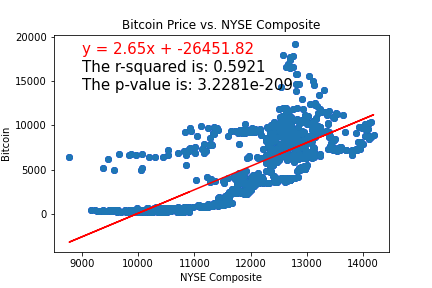 Bitcoin Price vs. NYSE Composite
y = 2.65x + -26451.82
The r-squared is: 0.5921
The p-value is: 3.2281e-209
20000
15000
10000
5000
0
Bitcoin
9000 10000 11000 12000 13000 14000
NYSE Composite